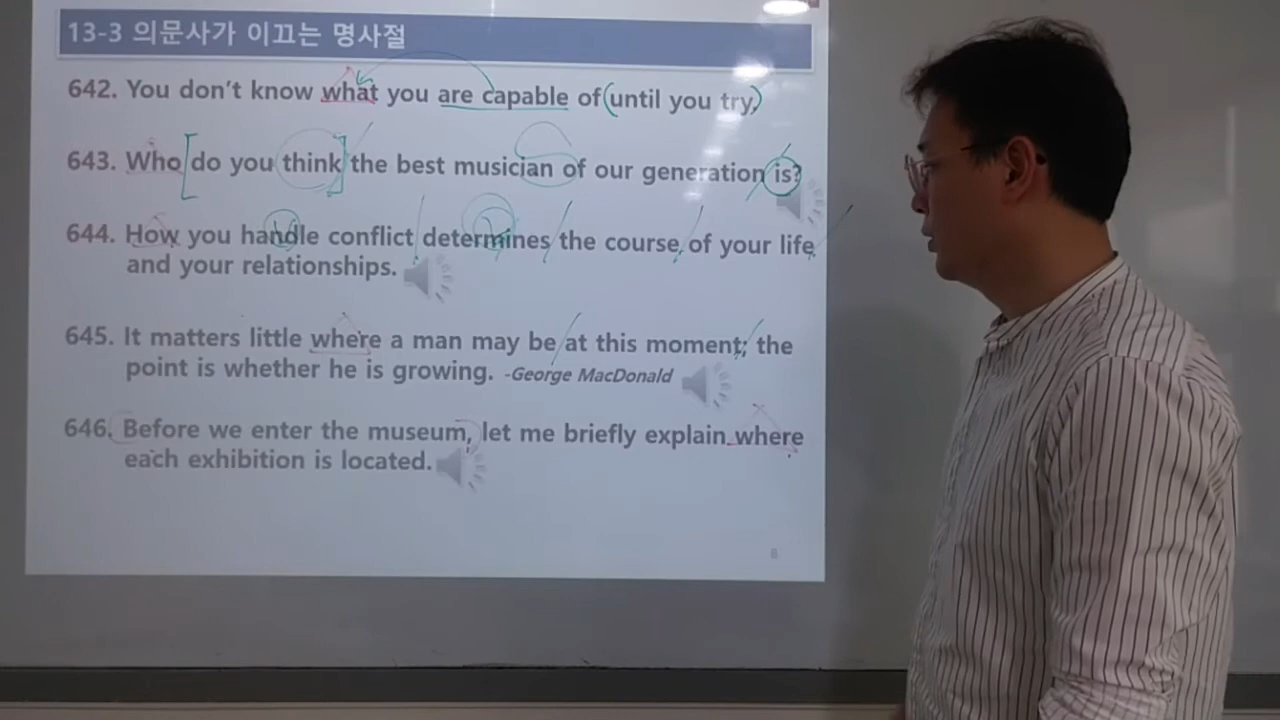 13-3 의문사가 이끄는 명사절
642. You don't know what you are capable of until you try.
643. Who do you think the best musician of our generation is?
644. How you handle conflict determines the course of your life
and your relationships.
645. It matters little where a man may be at this moment; the
point is whether he is growing. -George MacDonald
646. Before we enter the museum, let me briefly explain where
each exhibition is located.
8